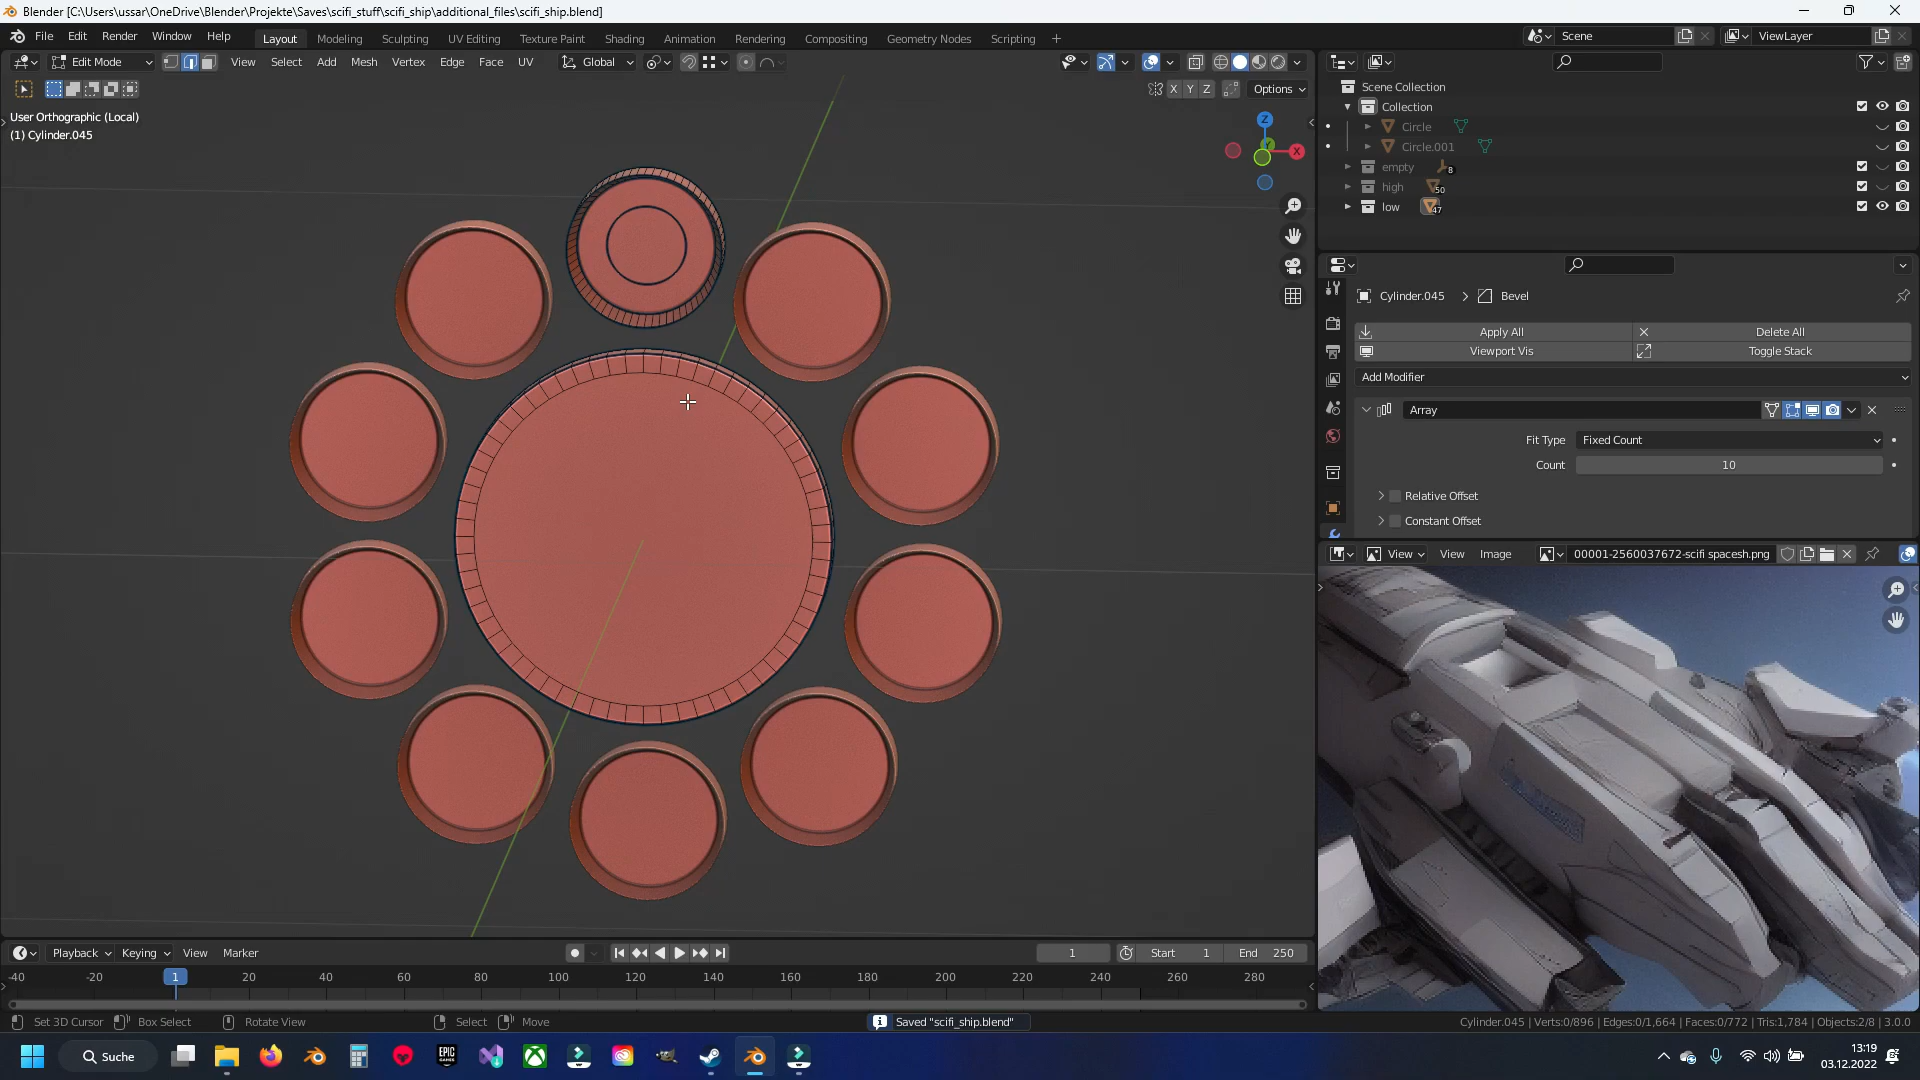 Blender [C:\Users\ussar\OneDrive\Blender\Projekte\Saves\scifi_stuff\scifi_ship\additional_files\scifi_ship.blend]
File Edit Render Window Help Layout Modeling Sculpting UV Editing Texture Paint Shading Animation Rendering Compositing Geometry Nodes Scripting + Scene ViewLayer
Edit Mode View Select Add Mesh Vertex Edge Face UV Global
X Y Z Options
User Orthographic (Local)
(1) Cylinder.045
Z
X
Scene Collection
Collection
Circle
Circle.001
empty 8
high 50
low 47
Cylinder.045 > Bevel
Apply All Delete All
Viewport Vis Toggle Stack
Add Modifier
Array
Fit Type Fixed Count
Count 10
Relative Offset
Constant Offset
View View Image 00001-2560037672-scifi spacesh.png
Playback Keying View Marker 1 Start 1 End 250
-40 -20 1 20 40 60 80 100 120 140 160 180 200 220 240 260 280
Set 3D Cursor Box Select Rotate View Select Move Saved "scifi_ship.blend" Cylinder.045 | Verts:0/896 | Edges:0/1,664 | Faces:0/772 | Tris:1,784 | Objects:2/8 | 3.0.0
Suche EPIC GAMES 13:19
03.12.2022